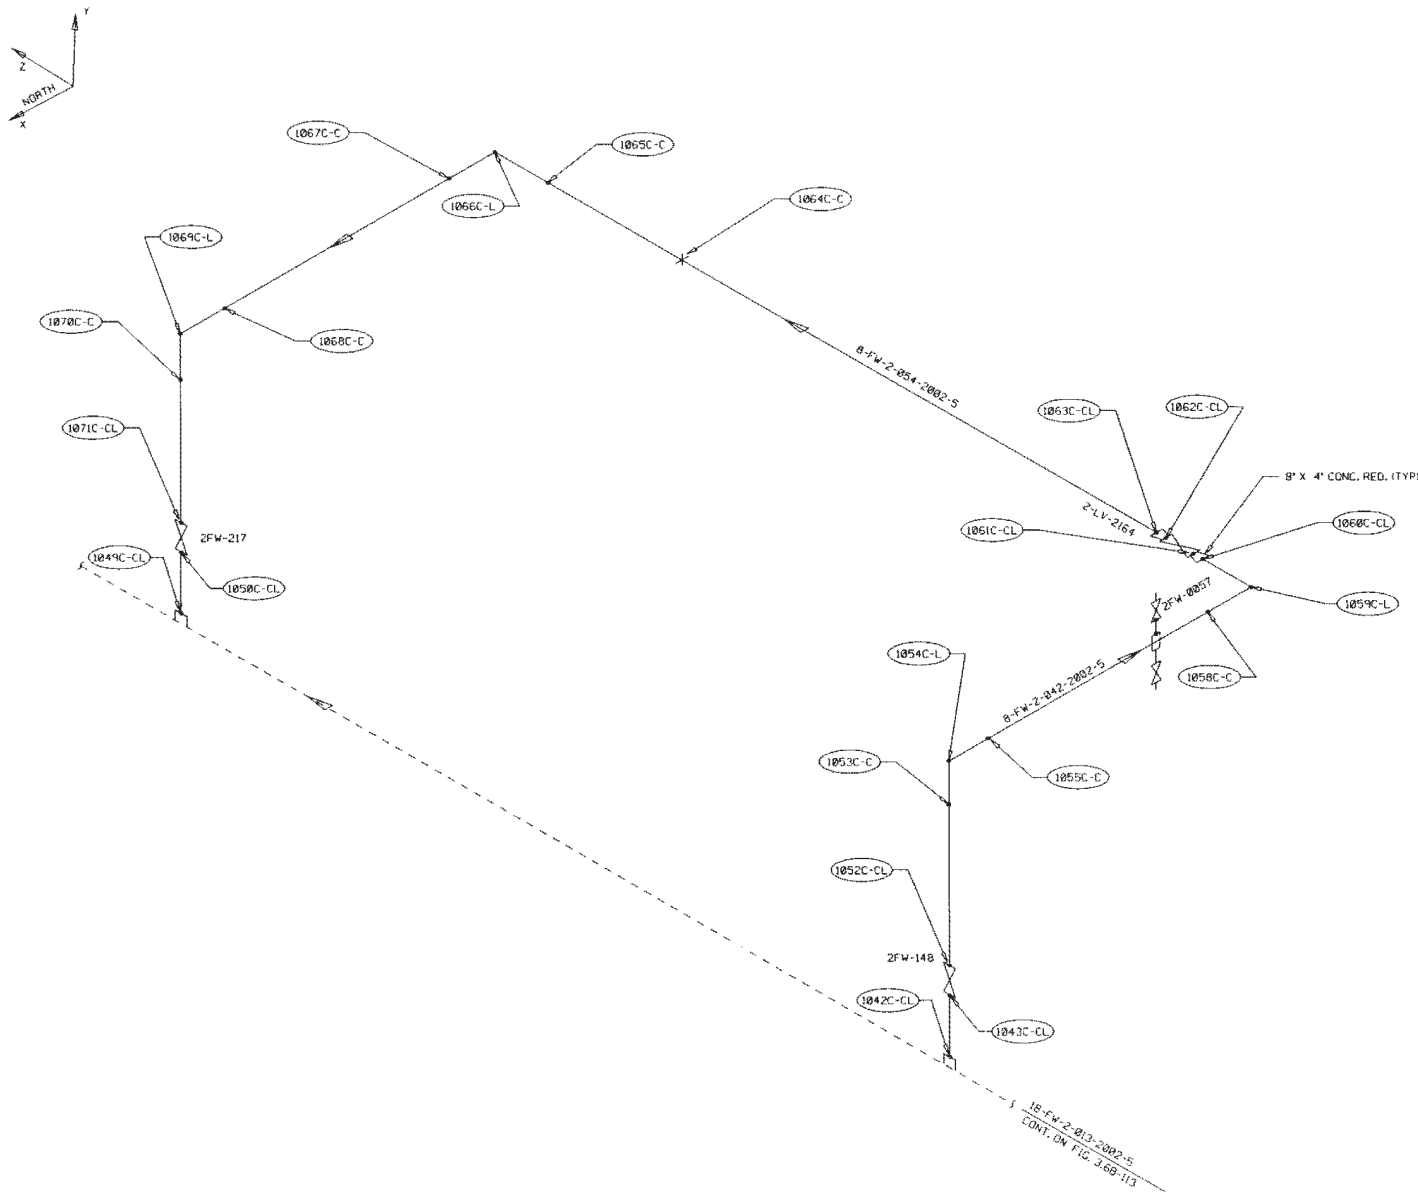 Y
Z
NORTH
X
1067C-C
1065C-C
1066C-L
1064C-C
1069C-L
1070C-C
1068C-C
8-FW-2-054-2002-5
1063C-CL
1062C-CL
1071C-CL
8" X 4" CONC. RED. (TYP)
2-LV-2164
1061C-CL
1060C-CL
2FW-217
1049C-CL
1050C-CL
2FW-0057
1059C-L
1054C-L
1058C-C
8-FW-2-042-2002-5
1053C-C
1055C-C
1052C-CL
2FW-148
1042C-CL
1043C-CL
18-FW-2-013-2002-5
CONT. ON FIG. 3.6B-113